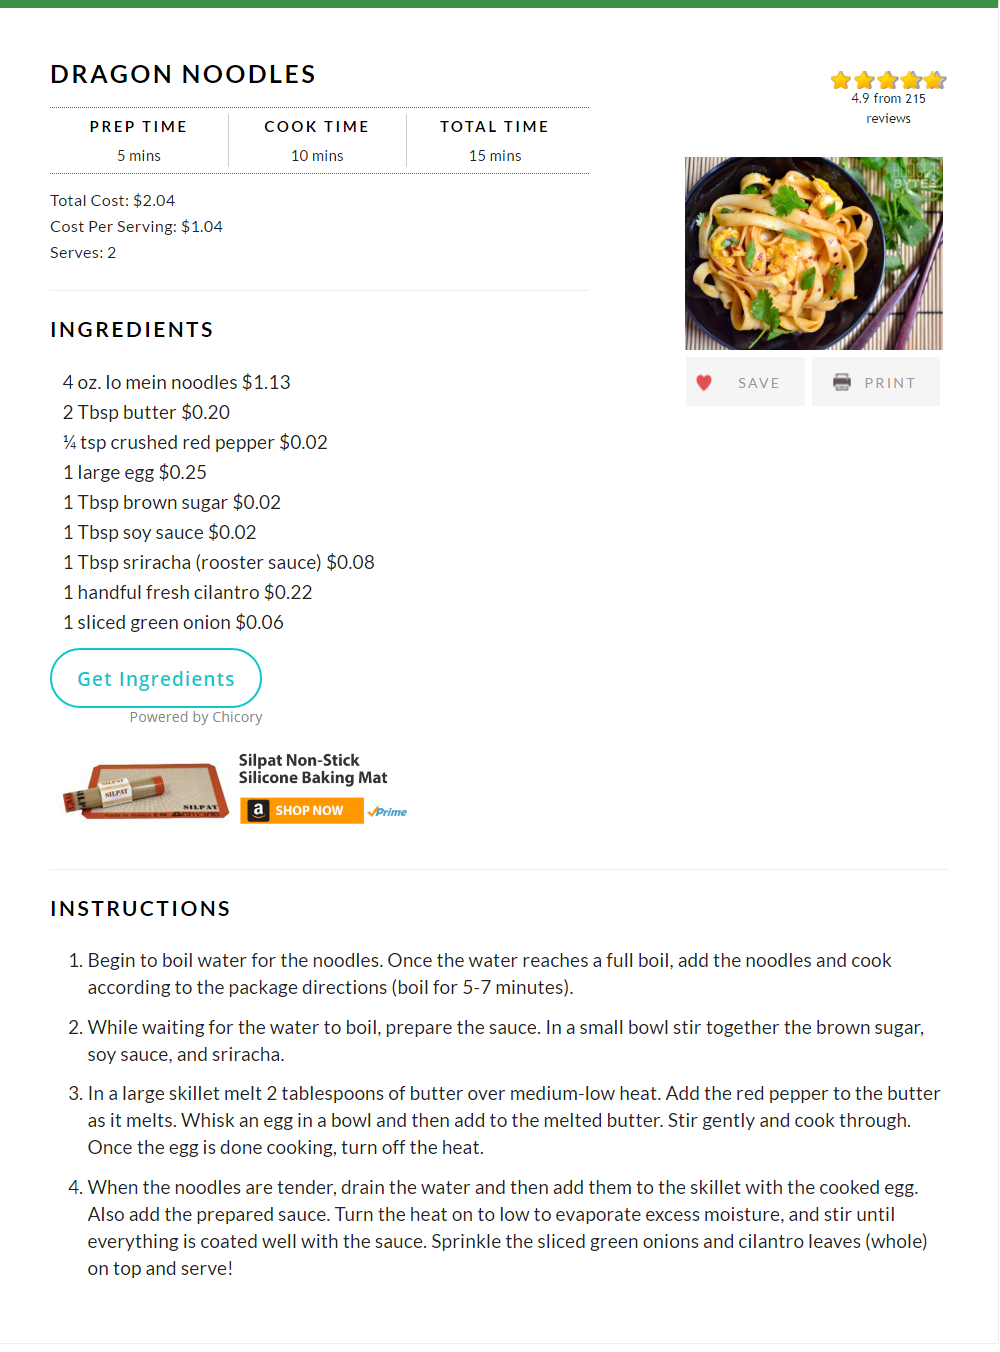 DRAGON NOODLES
4.9 from 215
reviews
PREP TIME
5 mins
COOK TIME
10 mins
TOTAL TIME
15 mins
Total Cost: $2.04
Cost Per Serving: $1.04
Serves: 2
BYTES
SAVE
PRINT
INGREDIENTS
4 oz. lo mein noodles $1.13
2 Tbsp butter $0.20
¼ tsp crushed red pepper $0.02
1 large egg $0.25
1 Tbsp brown sugar $0.02
1 Tbsp soy sauce $0.02
1 Tbsp sriracha (rooster sauce) $0.08
1 handful fresh cilantro $0.22
1 sliced green onion $0.06
Get Ingredients
Powered by Chicory
SILPAT
SILPAT
Silpat Non-Stick
Silicone Baking Mat
a SHOP NOW Prime
INSTRUCTIONS
1. Begin to boil water for the noodles. Once the water reaches a full boil, add the noodles and cook
according to the package directions (boil for 5-7 minutes).
2. While waiting for the water to boil, prepare the sauce. In a small bowl stir together the brown sugar,
soy sauce, and sriracha.
3. In a large skillet melt 2 tablespoons of butter over medium-low heat. Add the red pepper to the butter
as it melts. Whisk an egg in a bowl and then add to the melted butter. Stir gently and cook through.
Once the egg is done cooking, turn off the heat.
4. When the noodles are tender, drain the water and then add them to the skillet with the cooked egg.
Also add the prepared sauce. Turn the heat on to low to evaporate excess moisture, and stir until
everything is coated well with the sauce. Sprinkle the sliced green onions and cilantro leaves (whole)
on top and serve!